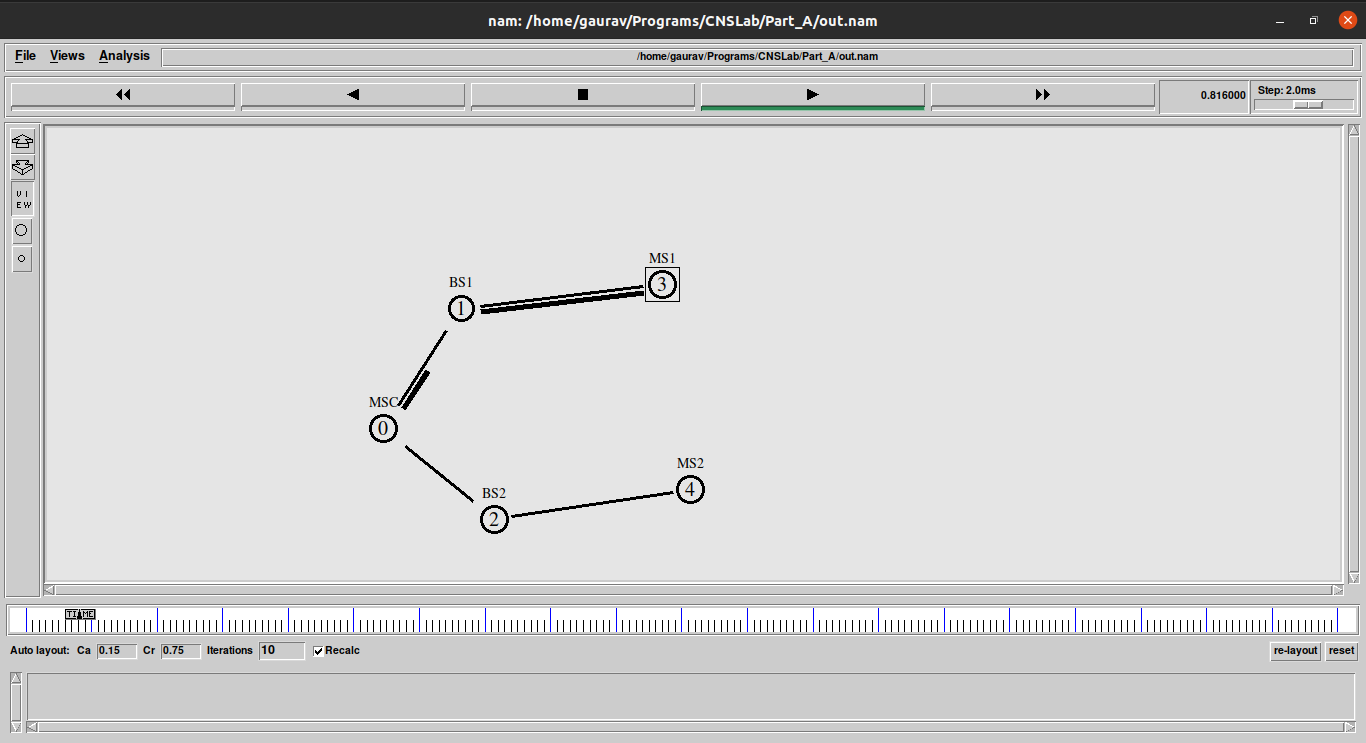 nam: /home/gaurav/Programs/CNSLab/Part_A/out.nam
File Views Analysis /home/gaurav/Programs/CNSLab/Part_A/out.nam
0.816000 Step: 2.0ms
VI
EW
MS1
3
BS1
1
MSC
0
MS2
4
BS2
2
TIME
Auto layout: Ca 0.15 Cr 0.75 Iterations 10 Recalc re-layout reset